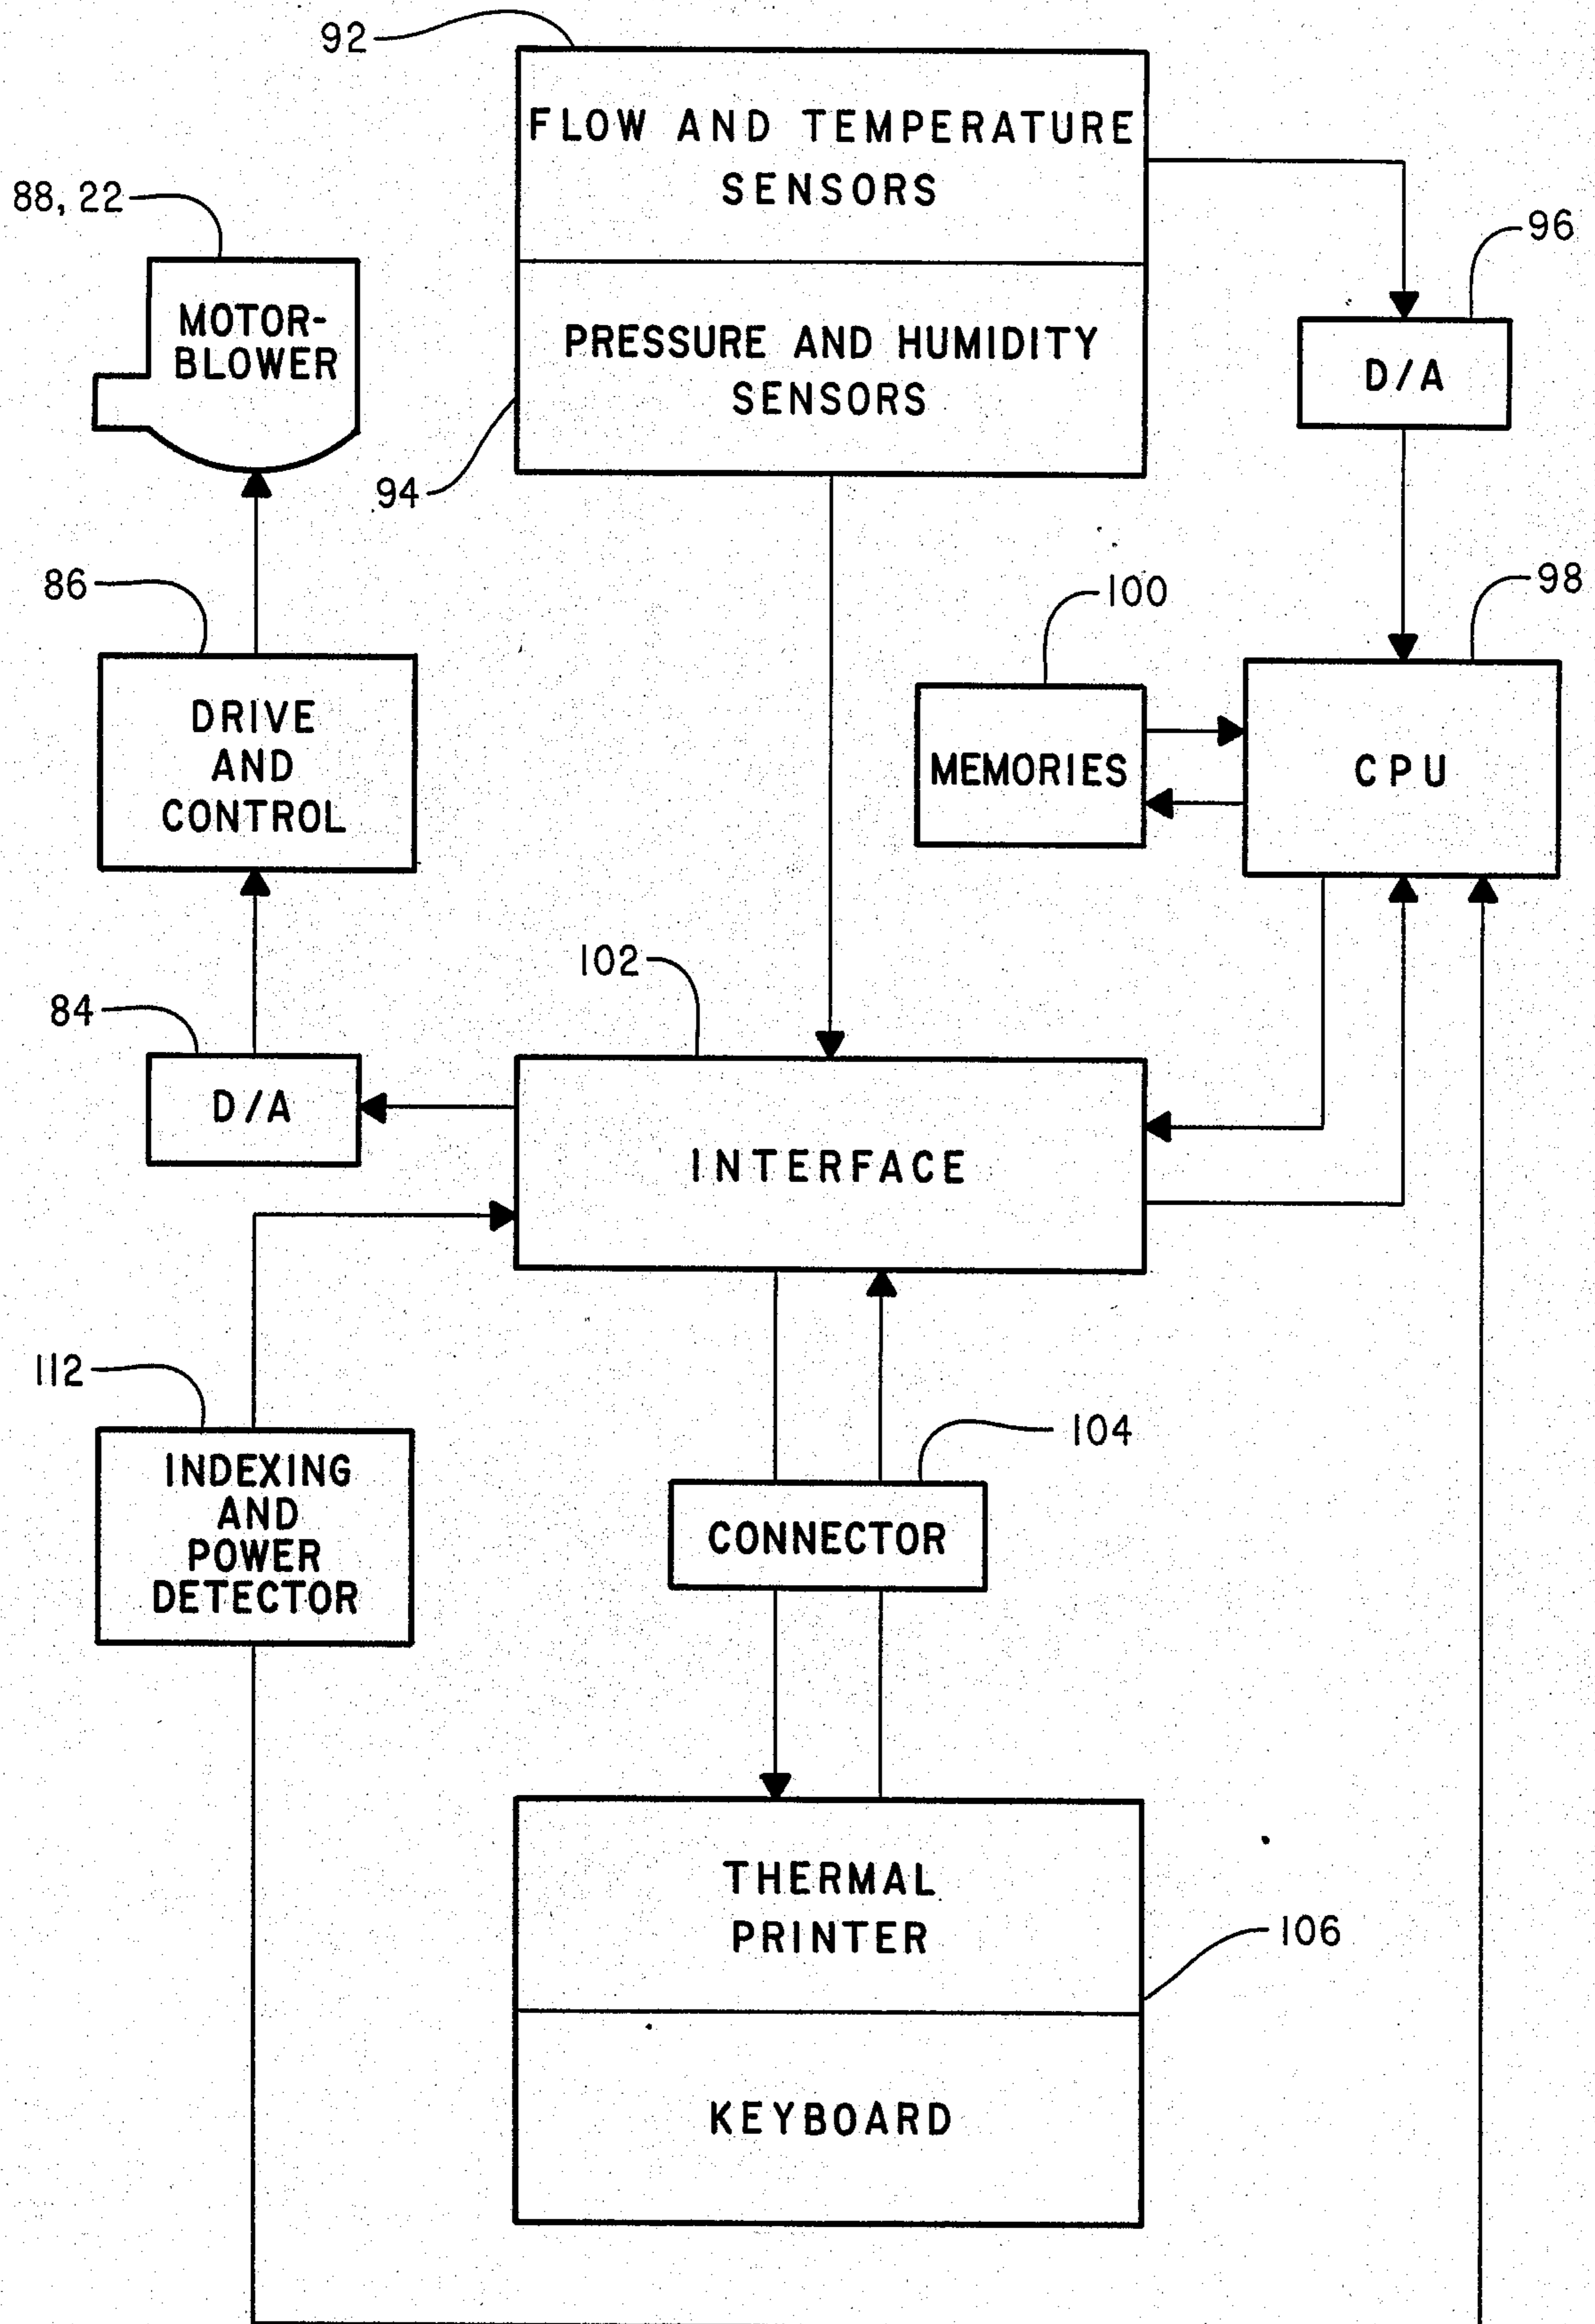 92
FLOW AND TEMPERATURE
SENSORS
88, 22
96
MOTOR-
BLOWER
PRESSURE AND HUMIDITY
SENSORS
D/A
94
86
100
98
DRIVE
AND
CONTROL
MEMORIES
CPU
102
84
D/A
INTERFACE
112
104
INDEXING
AND
POWER
DETECTOR
CONNECTOR
THERMAL
PRINTER
106
KEYBOARD